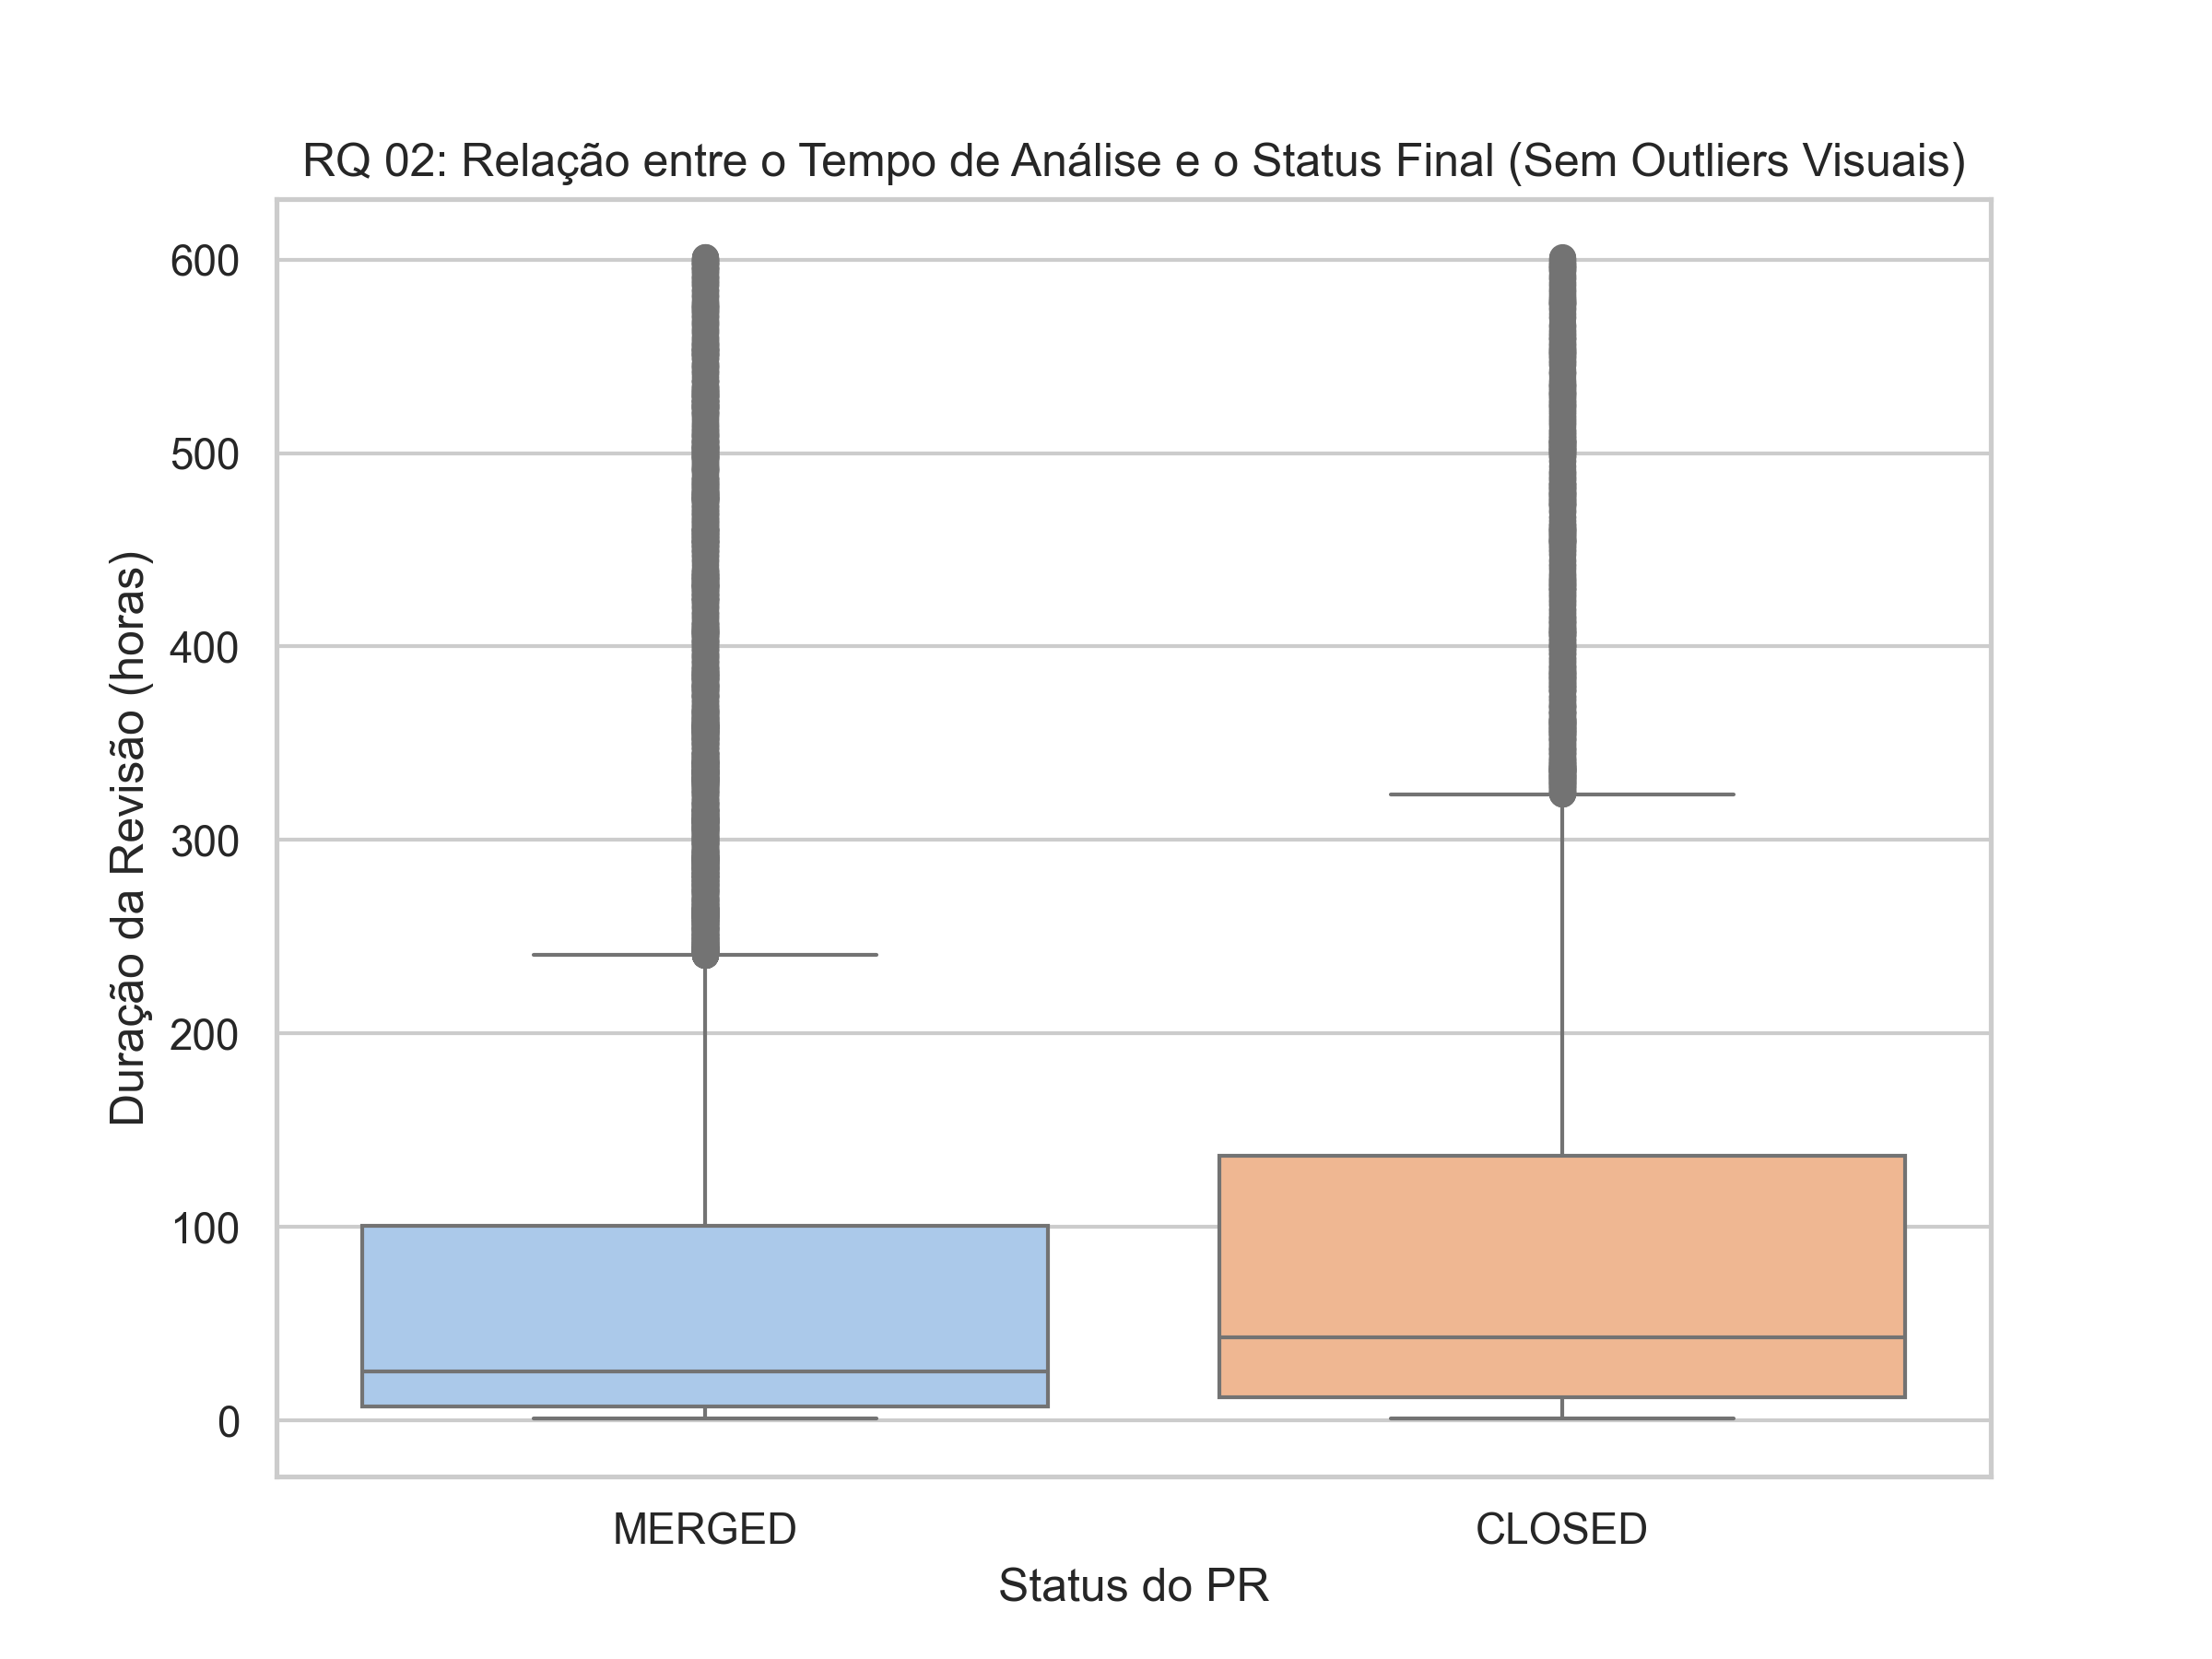 RQ 02: Relação entre o Tempo de Análise e o Status Final (Sem Outliers Visuais)
Duração da Revisão (horas)
600
500
400
300
200
100
0
MERGED
CLOSED
Status do PR